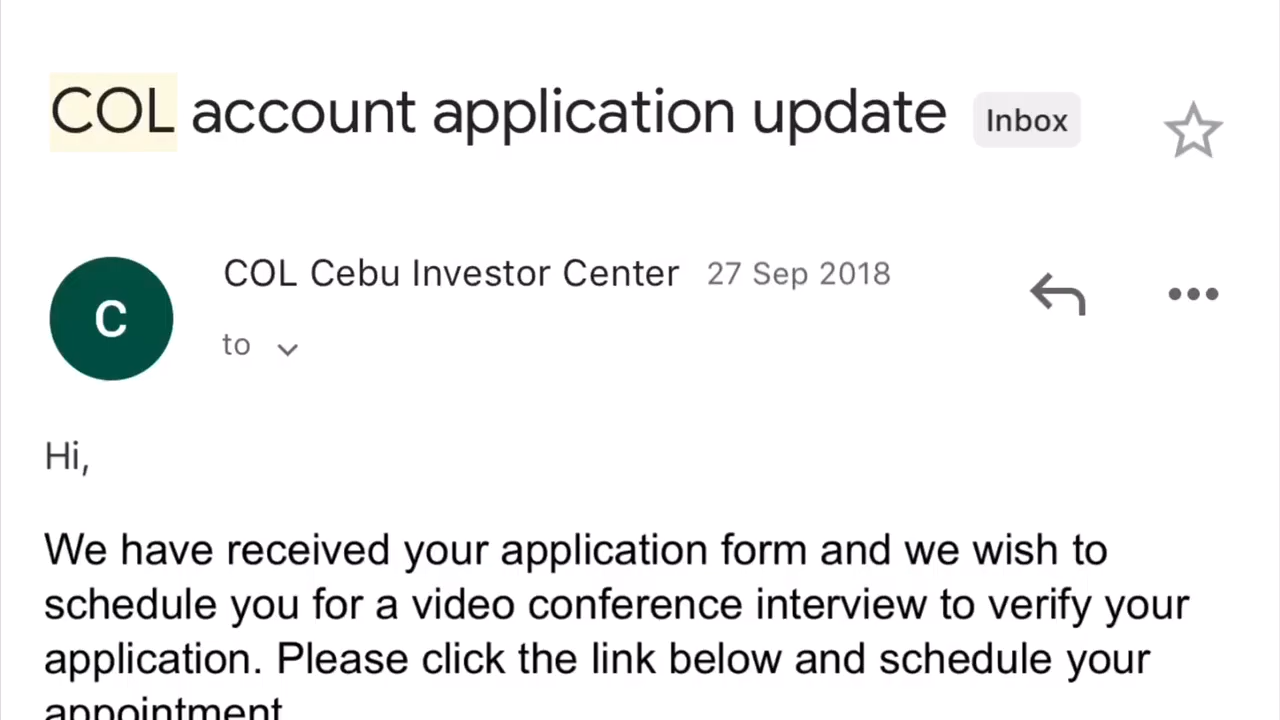 COL account application update Inbox
COL Cebu Investor Center 27 Sep 2018
C
to
Hi,
We have received your application form and we wish to
schedule you for a video conference interview to verify your
application. Please click the link below and schedule your
appointment